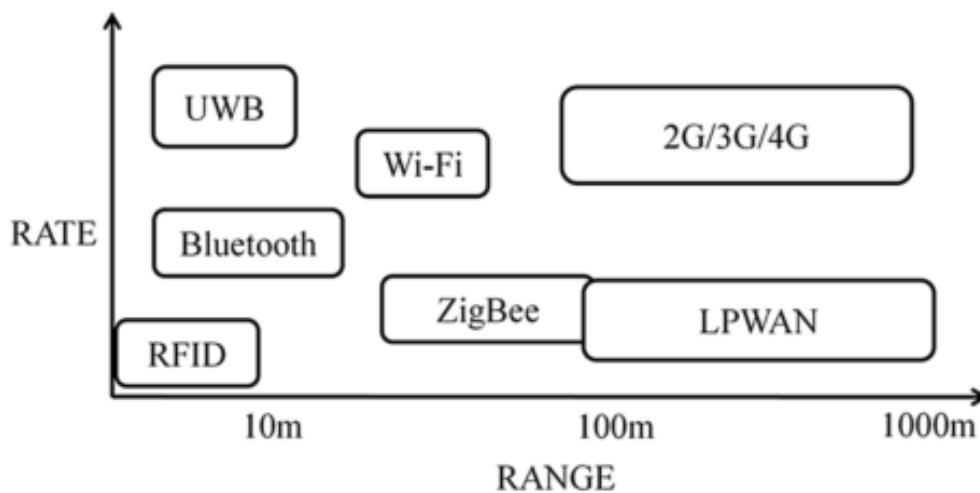 UWB
2G/3G/4G
Wi-Fi
RATE
Bluetooth
ZigBee
LPWAN
RFID
10m
100m
1000m
RANGE